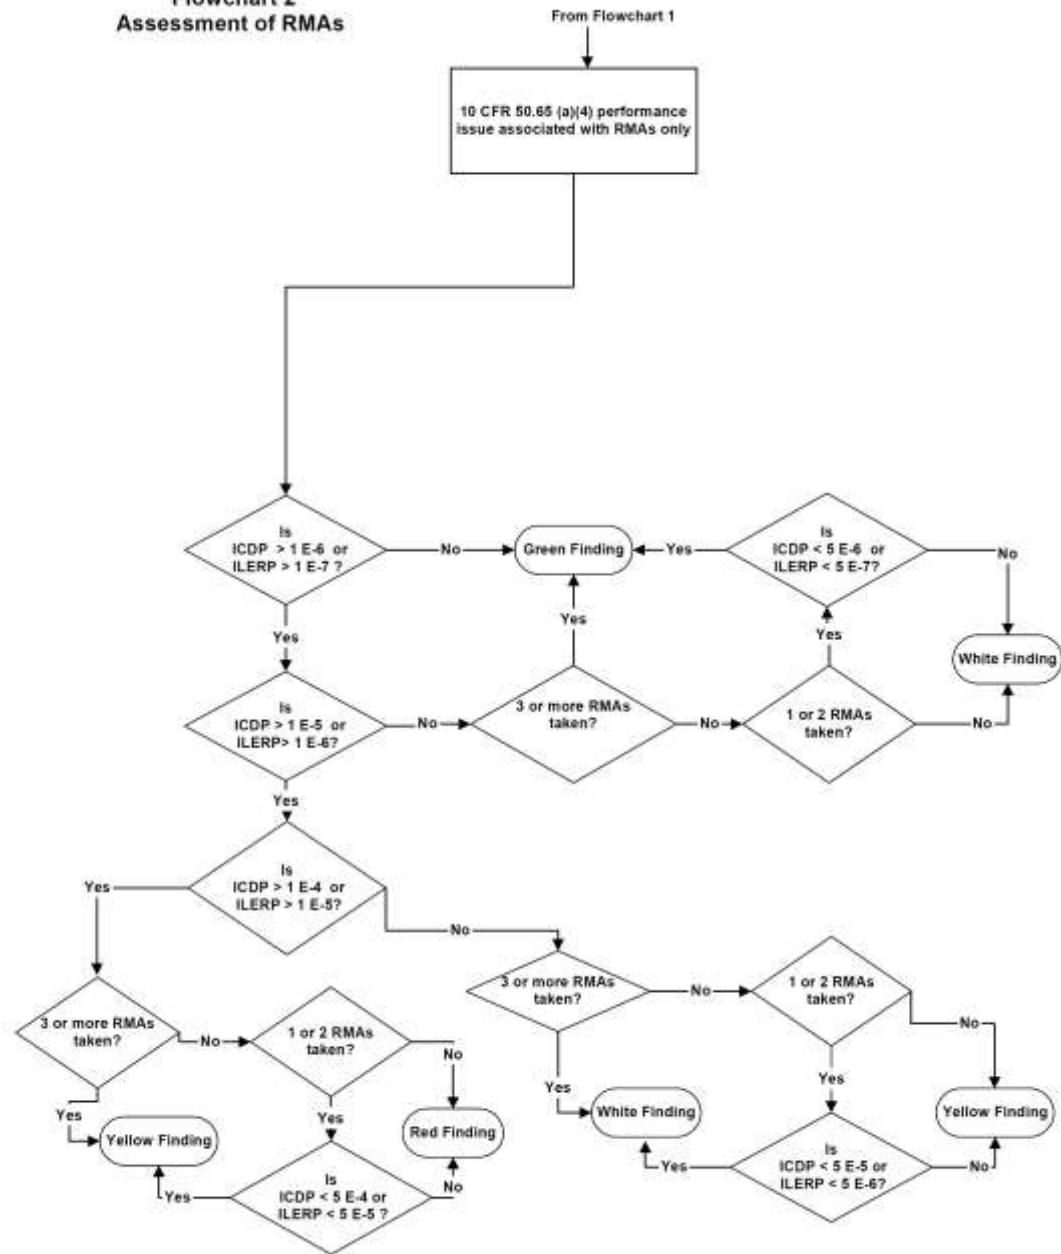 Flowchart 2
Assessment of RMAs
From Flowchart 1
10 CFR 50.65 (a)(4) performance
issue associated with RMAs only
Is
ICDP > 1 E-6 or
ILERP > 1 E-7 ?
No
Green Finding
Yes
Is
ICDP < 5 E-6 or
ILERP < 5 E-7?
No
Yes
Yes
Yes
White Finding
Is
ICDP > 1 E-5 or
ILERP> 1 E-6?
No
3 or more RMAs
taken?
No
1 or 2 RMAs
taken?
No
Yes
Is
ICDP > 1 E-4 or
ILERP > 1 E-5?
Yes
No
3 or more RMAs
taken?
No
1 or 2 RMAs
taken?
No
3 or more RMAs
taken?
No
1 or 2 RMAs
taken?
No
Yes
Yes
Yes
Yes
Yellow Finding
Red Finding
White Finding
Yellow Finding
Is
ICDP < 5 E-4 or
ILERP < 5 E-5 ?
Yes
No
Is
ICDP < 5 E-5 or
ILERP < 5 E-6?
Yes
No